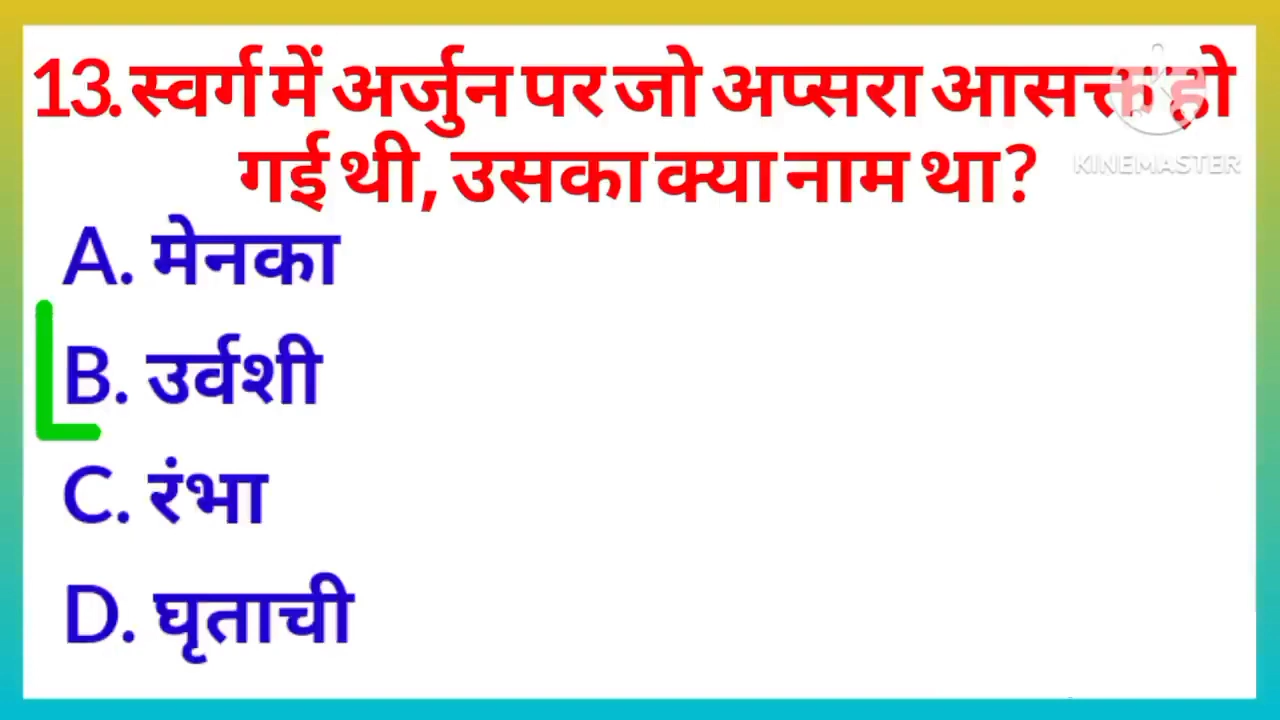 13. स्वर्ग में अर्जुन पर जो अप्सरा आसक्त हो
गई थी, उसका क्या नाम था?
KINEMASTER
A. मेनका
B. उर्वशी
C. रंभा
D. घृताची